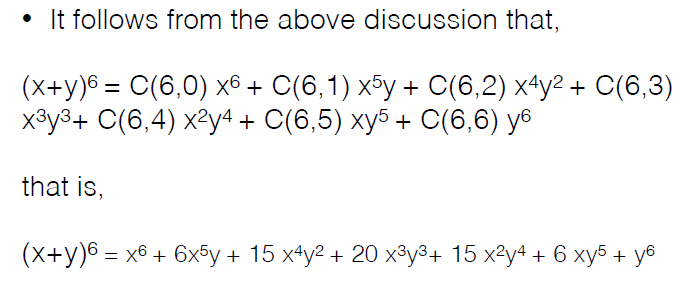 • It follows from the above discussion that,
(x+y)⁶ = C(6,0) x⁶ + C(6,1) x⁵y + C(6,2) x⁴y² + C(6,3)
x³y³+ C(6,4) x²y⁴ + C(6,5) xy⁵ + C(6,6) y⁶
that is,
(x+y)⁶ = x⁶ + 6x⁵y + 15 x⁴y² + 20 x³y³+ 15 x²y⁴ + 6 xy⁵ + y⁶